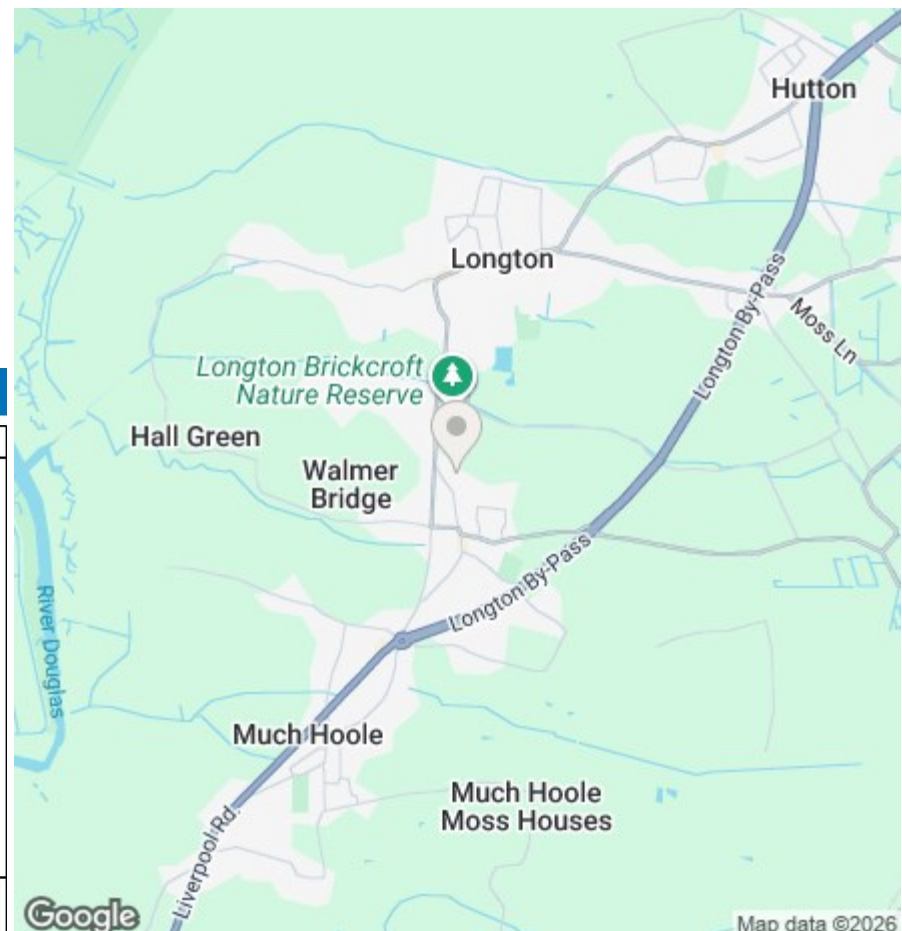 Hutton
Longton
Longton By-Pass
Moss Ln
Longton Brickcroft
Nature Reserve
Hall Green
Walmer
Bridge
River Douglas
Longton By-Pass
Much Hoole
Much Hoole
Moss Houses
Liverpool Rd.
Google
Map data ©2026